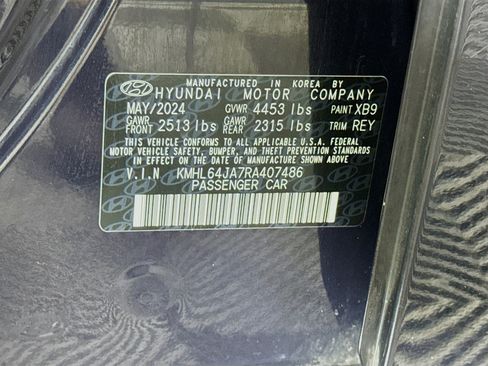 MANUFACTURED IN KOREA BY
HYUNDAI MOTOR COMPANY
MAY/2024 GVWR 4453 lbs PAINT XB9
GAWR FRONT 2513 lbs GAWR REAR 2315 lbs TRIM REY
THIS VEHICLE CONFORMS TO ALL APPLICABLE U.S. FEDERAL
MOTOR VEHICLE SAFETY, BUMPER, AND THEFT PREVENTION STANDARDS
IN EFFECT ON THE DATE OF MANUFACTURE SHOWN ABOVE.
V.I.N KMHL64JA7RA407486
PASSENGER CAR